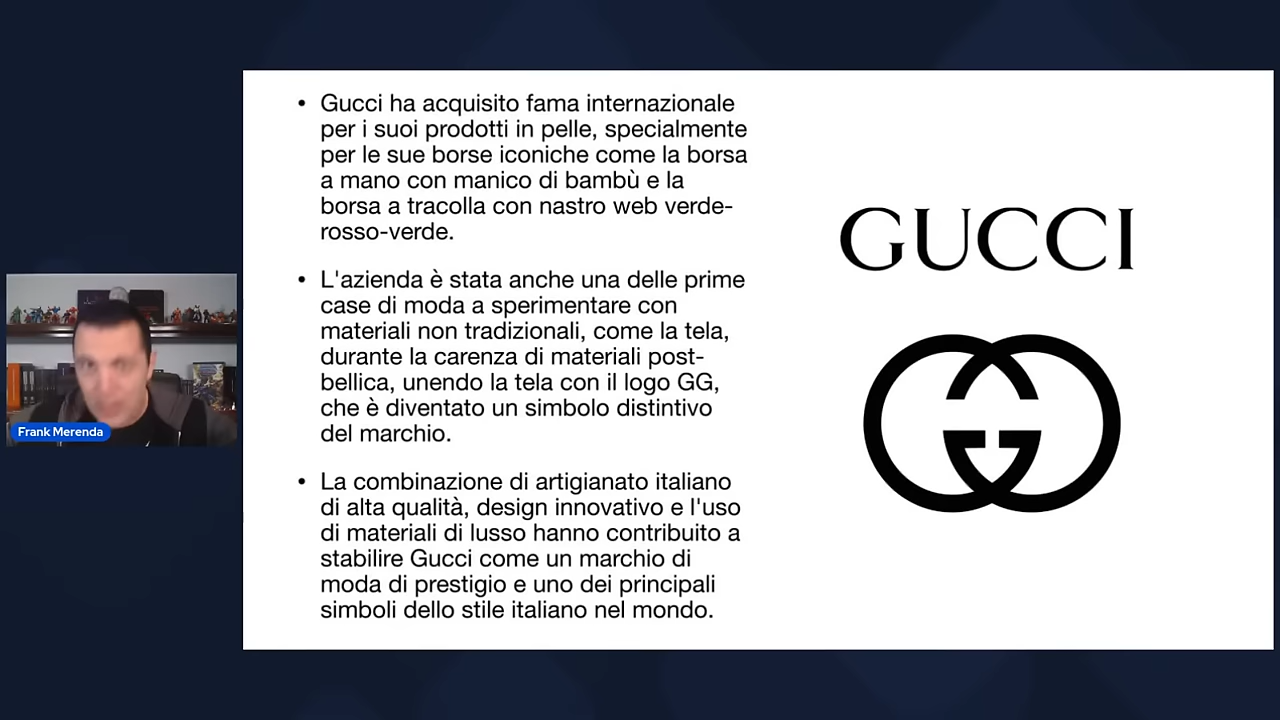 • Gucci ha acquisito fama internazionale
per i suoi prodotti in pelle, specialmente
per le sue borse iconiche come la borsa
a mano con manico di bambù e la
borsa a tracolla con nastro web verde-
rosso-verde.
• L'azienda è stata anche una delle prime
case di moda a sperimentare con
materiali non tradizionali, come la tela,
durante la carenza di materiali post-
bellica, unendo la tela con il logo GG,
che è diventato un simbolo distintivo
del marchio.
• La combinazione di artigianato italiano
di alta qualità, design innovativo e l'uso
di materiali di lusso hanno contribuito a
stabilire Gucci come un marchio di
moda di prestigio e uno dei principali
simboli dello stile italiano nel mondo.
GUCCI
Frank Merenda